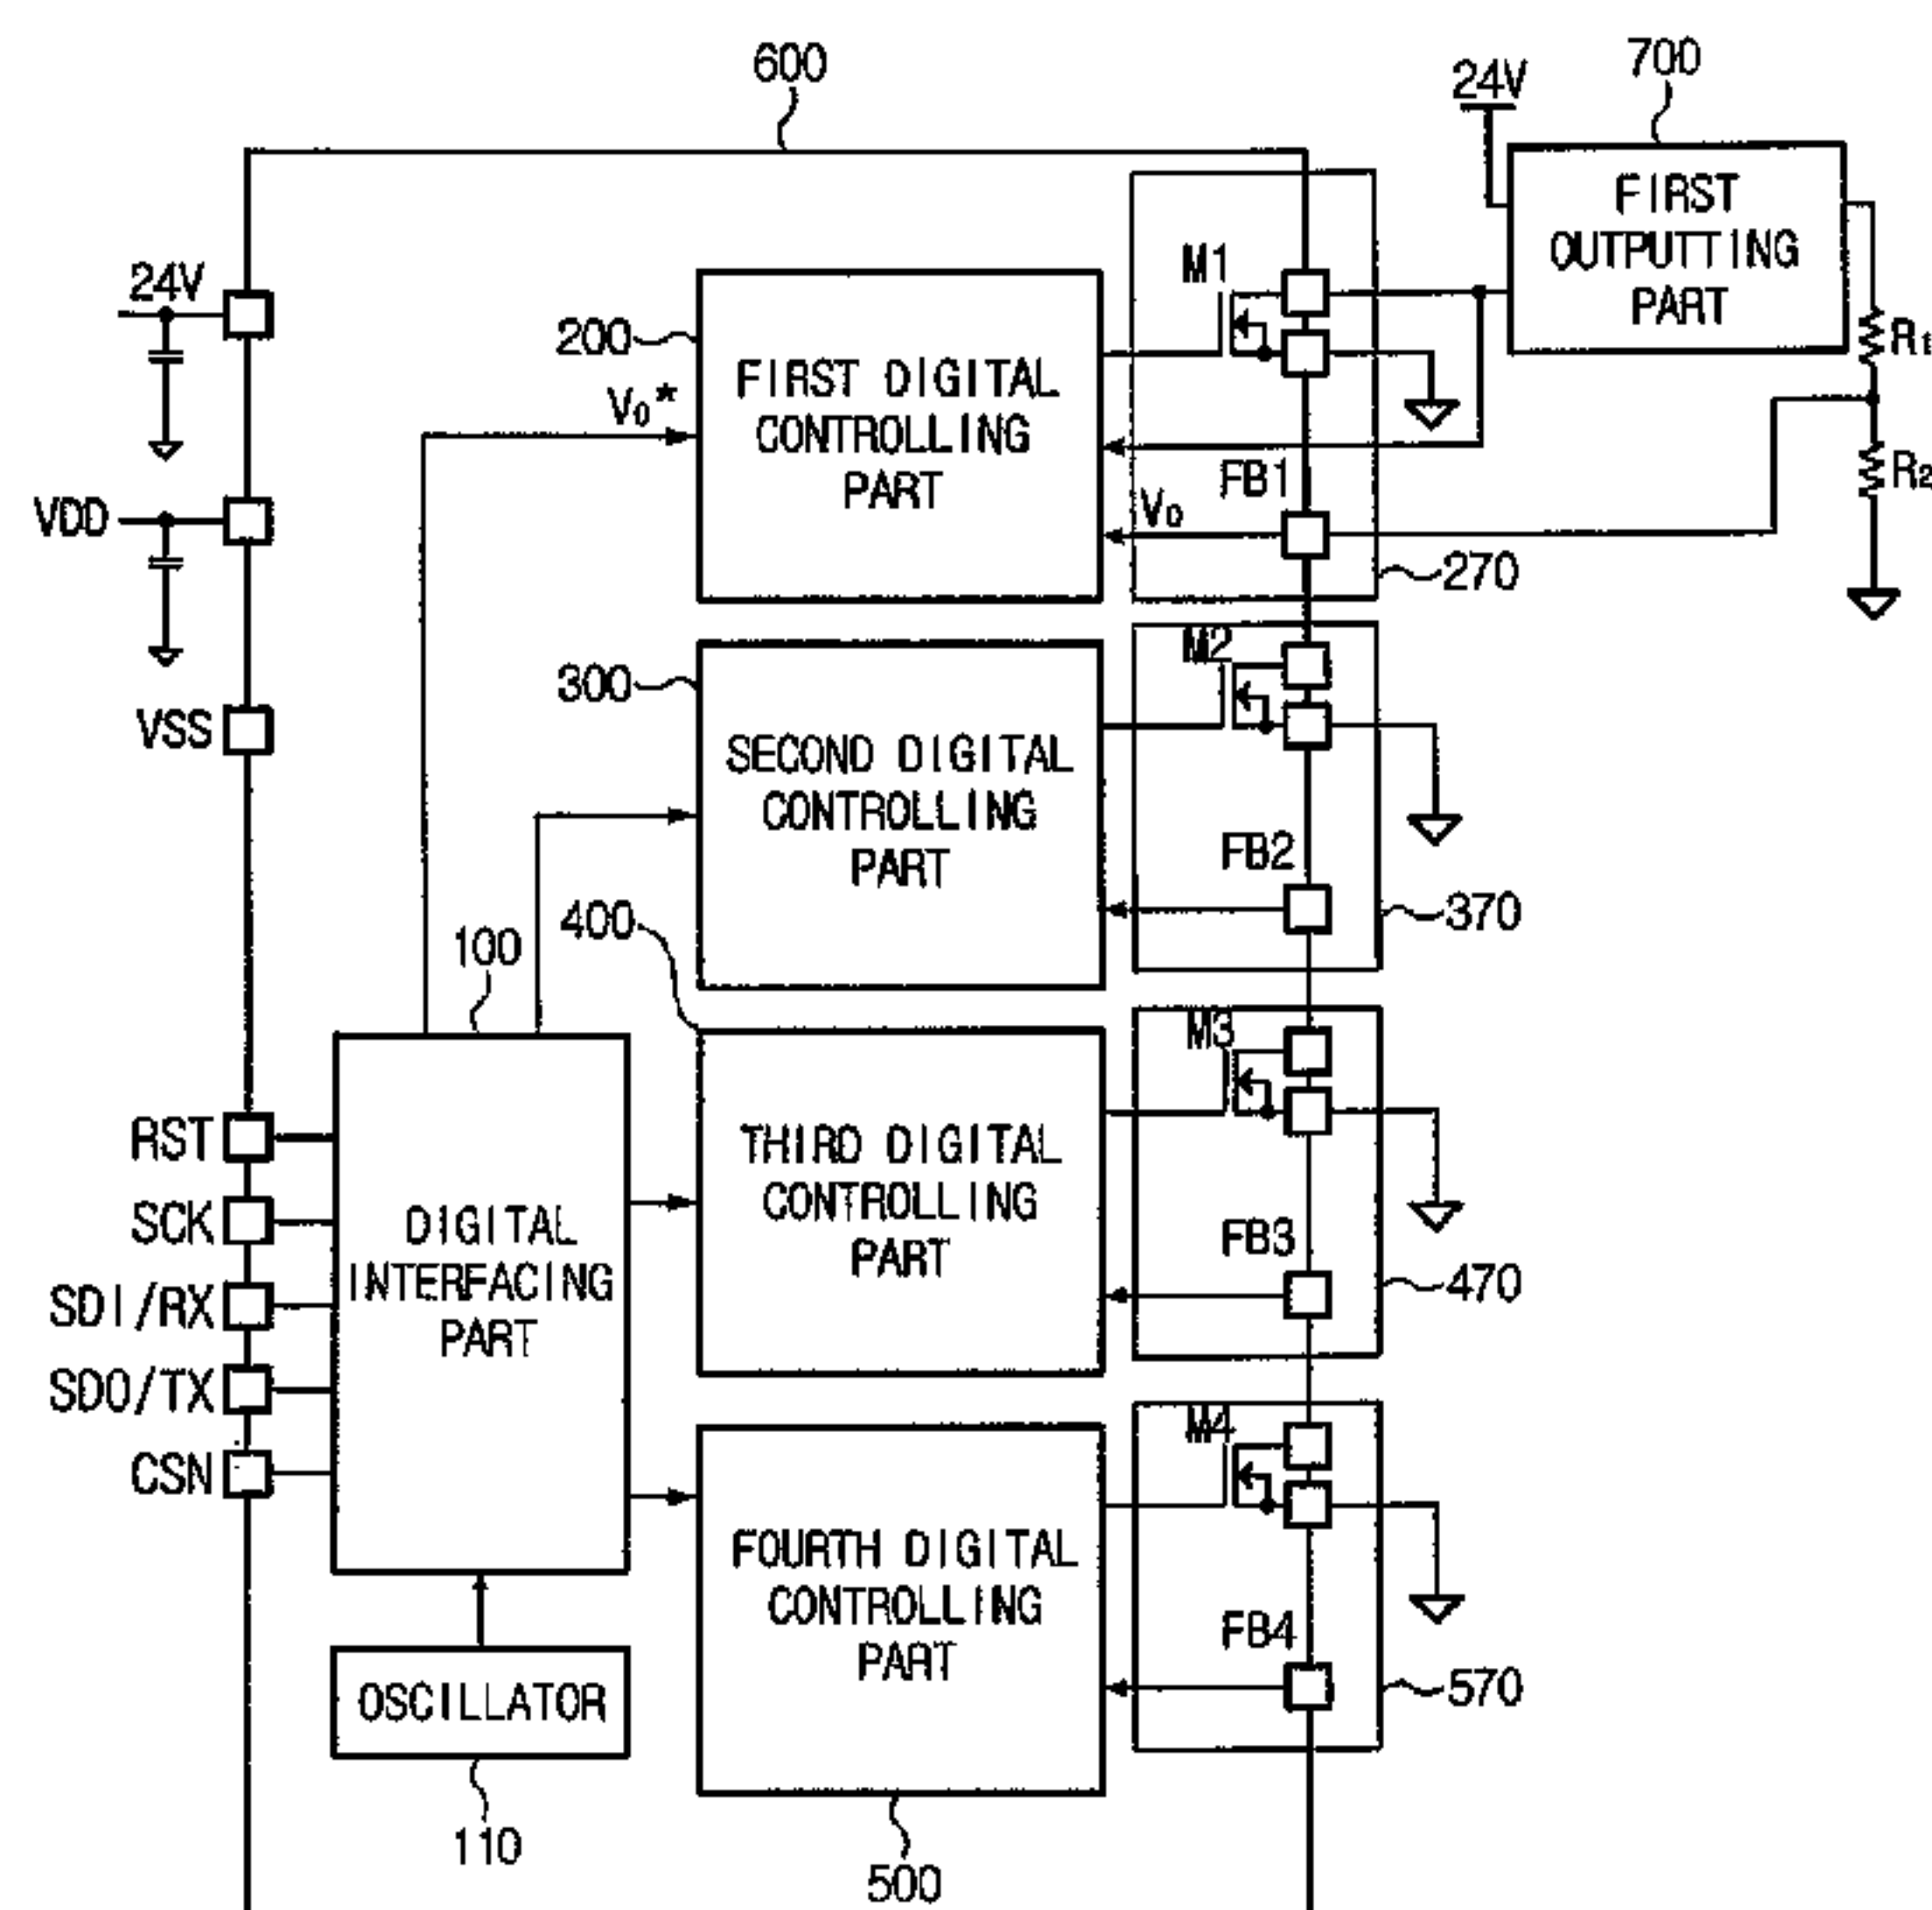 600
700
24V
FIRST
OUTPUTTING
PART
M1
24V
200
R1
FIRST DIGITAL
CONTROLLING
PART
V0*
FB1
R2
VDD
V0
270
M2
300
VSS
SECOND DIGITAL
CONTROLLING
PART
FB2
400
370
100
M3
RST
THIRD DIGITAL
CONTROLLING
PART
SCK
DIGITAL
INTERFACING
PART
FB3
SDI/RX
470
SDO/TX
M4
CSN
FOURTH DIGITAL
CONTROLLING
PART
FB4
OSCILLATOR
570
110
500